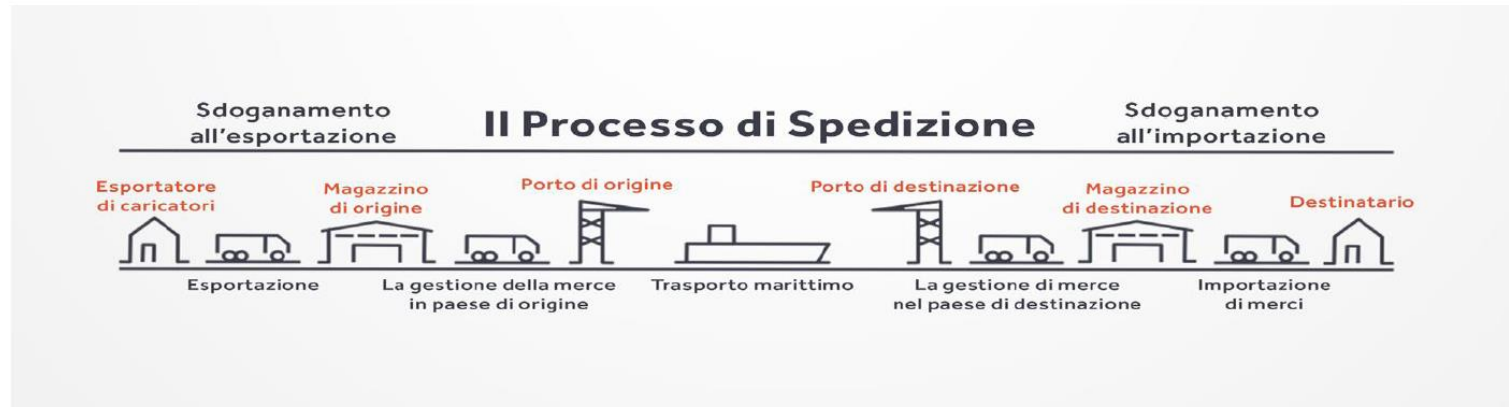 Sdoganamento
all'esportazione
Il Processo di Spedizione
Sdoganamento
all'importazione
Esportatore
di caricatori
Magazzino
di origine
Porto di origine
Porto di destinazione
Magazzino
di destinazione
Destinatario
Esportazione
La gestione della merce
in paese di origine
Trasporto marittimo
La gestione di merce
nel paese di destinazione
Importazione
di merci